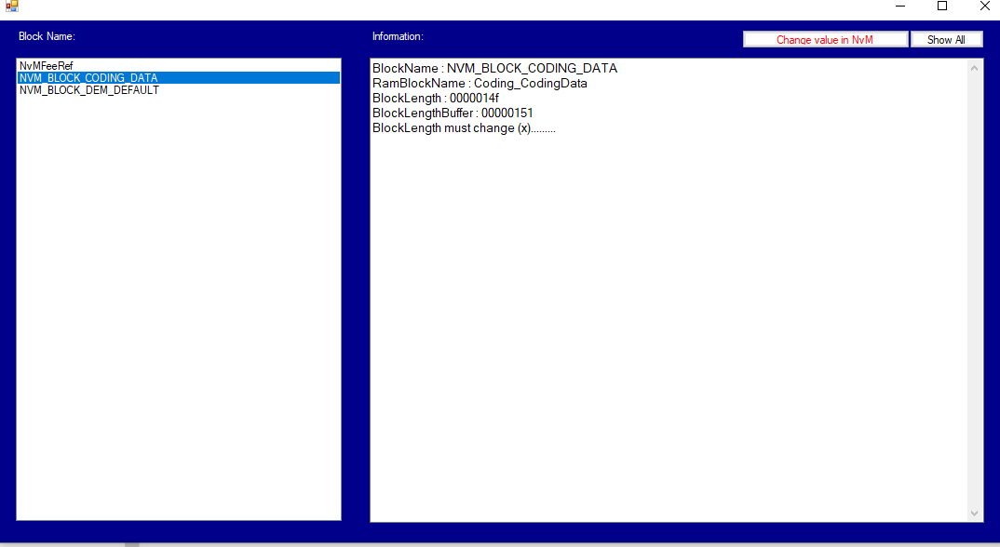 Block Name:
Information:
Change value in NvM
Show All
NvMFeeRef
NVM_BLOCK_CODING_DATA
NVM_BLOCK_DEM_DEFAULT
BlockName : NVM_BLOCK_CODING_DATA
RamBlockName : Coding_CodingData
BlockLength : 0000014f
BlockLengthBuffer : 00000151
BlockLength must change (x).........